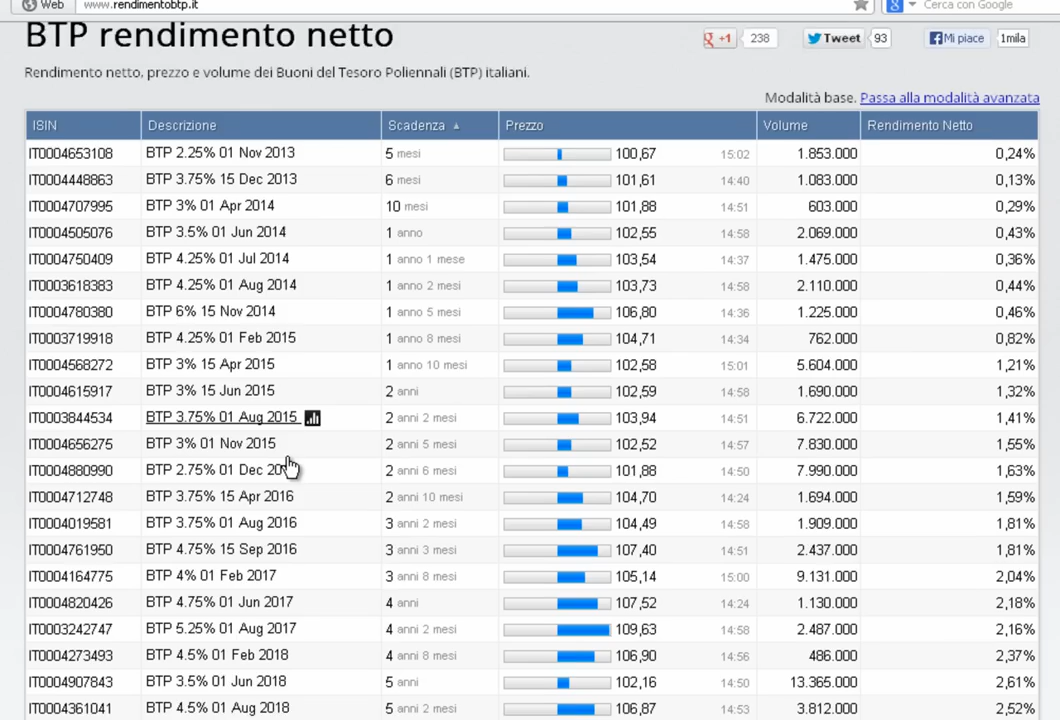 Web www.rendimentobtp.it Cerca con Google
BTP rendimento netto
+1 238 Tweet 93 Mi piace 1mila
Rendimento netto, prezzo e volume dei Buoni del Tesoro Poliennali (BTP) italiani.
Modalità base. Passa alla modalità avanzata
ISIN Descrizione Scadenza Prezzo Volume Rendimento Netto
IT0004653108 BTP 2.25% 01 Nov 2013 5 mesi 100,67 15:02 1.853.000 0,24%
IT0004448863 BTP 3.75% 15 Dec 2013 6 mesi 101,61 14:40 1.083.000 0,13%
IT0004707995 BTP 3% 01 Apr 2014 10 mesi 101,88 14:51 603.000 0,29%
IT0004505076 BTP 3.5% 01 Jun 2014 1 anno 102,55 14:58 2.069.000 0,43%
IT0004750409 BTP 4.25% 01 Jul 2014 1 anno 1 mese 103,54 14:37 1.475.000 0,36%
IT0003618383 BTP 4.25% 01 Aug 2014 1 anno 2 mesi 103,73 14:58 2.110.000 0,44%
IT0004780380 BTP 6% 15 Nov 2014 1 anno 5 mesi 106,80 14:36 1.225.000 0,46%
IT0003719918 BTP 4.25% 01 Feb 2015 1 anno 8 mesi 104,71 14:34 762.000 0,82%
IT0004568272 BTP 3% 15 Apr 2015 1 anno 10 mesi 102,58 15:01 5.604.000 1,21%
IT0004615917 BTP 3% 15 Jun 2015 2 anni 102,59 14:58 1.690.000 1,32%
IT0003844534 BTP 3.75% 01 Aug 2015 2 anni 2 mesi 103,94 14:51 6.722.000 1,41%
IT0004656275 BTP 3% 01 Nov 2015 2 anni 5 mesi 102,52 14:57 7.830.000 1,55%
IT0004880990 BTP 2.75% 01 Dec 2 anni 6 mesi 101,88 14:50 7.990.000 1,63%
IT0004712748 BTP 3.75% 15 Apr 2016 2 anni 10 mesi 104,70 14:24 1.694.000 1,59%
IT0004019581 BTP 3.75% 01 Aug 2016 3 anni 2 mesi 104,49 14:58 1.909.000 1,81%
IT0004761950 BTP 4.75% 15 Sep 2016 3 anni 3 mesi 107,40 14:51 2.437.000 1,81%
IT0004164775 BTP 4% 01 Feb 2017 3 anni 8 mesi 105,14 15:00 9.131.000 2,04%
IT0004820426 BTP 4.75% 01 Jun 2017 4 anni 107,52 14:24 1.130.000 2,18%
IT0003242747 BTP 5.25% 01 Aug 2017 4 anni 2 mesi 109,63 14:58 2.487.000 2,16%
IT0004273493 BTP 4.5% 01 Feb 2018 4 anni 8 mesi 106,90 14:56 486.000 2,37%
IT0004907843 BTP 3.5% 01 Jun 2018 5 anni 102,16 14:50 13.365.000 2,61%
IT0004361041 BTP 4.5% 01 Aug 2018 5 anni 2 mesi 106,87 14:53 3.812.000 2,52%